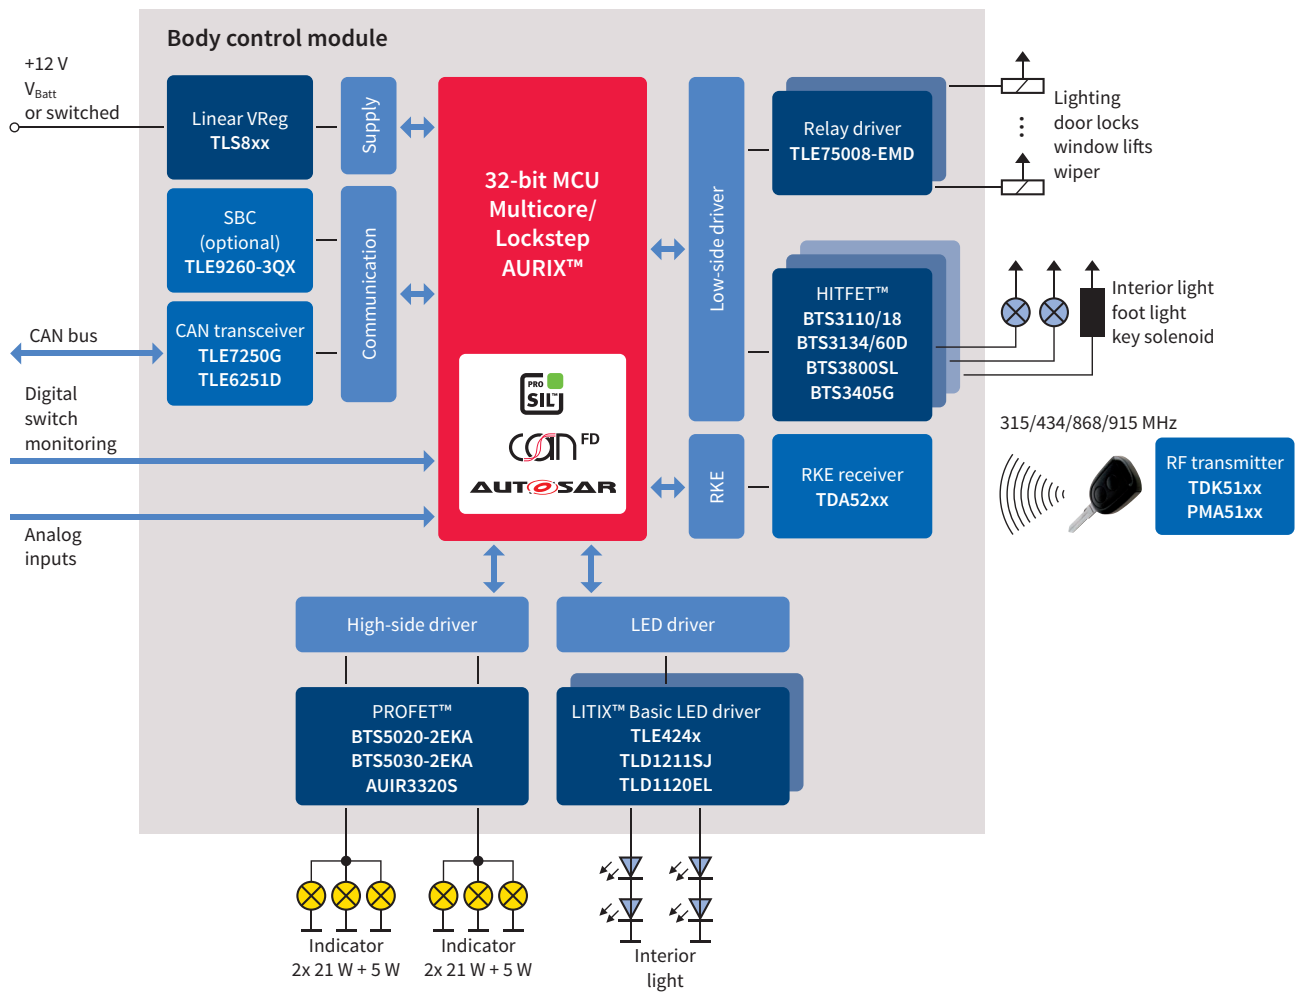 Body control module
+12 V
VBatt
or switched
Linear VReg
TLS8xx
Supply
SBC
(optional)
TLE9260-3QX
CAN bus
CAN transceiver
TLE7250G
TLE6251D
Communication
Digital
switch
monitoring
Analog
inputs
32-bit MCU
Multicore/
Lockstep
AURIX™
PRO
SIL™
CAN FD
AUTOSAR
Low-side driver
Relay driver
TLE75008-EMD
Lighting
door locks
window lifts
wiper
HITFET™
BTS3110/18
BTS3134/60D
BTS3800SL
BTS3405G
Interior light
foot light
key solenoid
RKE
RKE receiver
TDA52xx
315/434/868/915 MHz
RF transmitter
TDK51xx
PMA51xx
High-side driver
PROFET™
BTS5020-2EKA
BTS5030-2EKA
AUIR3320S
LED driver
LITIX™ Basic LED driver
TLE424x
TLD1211SJ
TLD1120EL
Indicator
2x 21 W + 5 W
Indicator
2x 21 W + 5 W
Interior
light